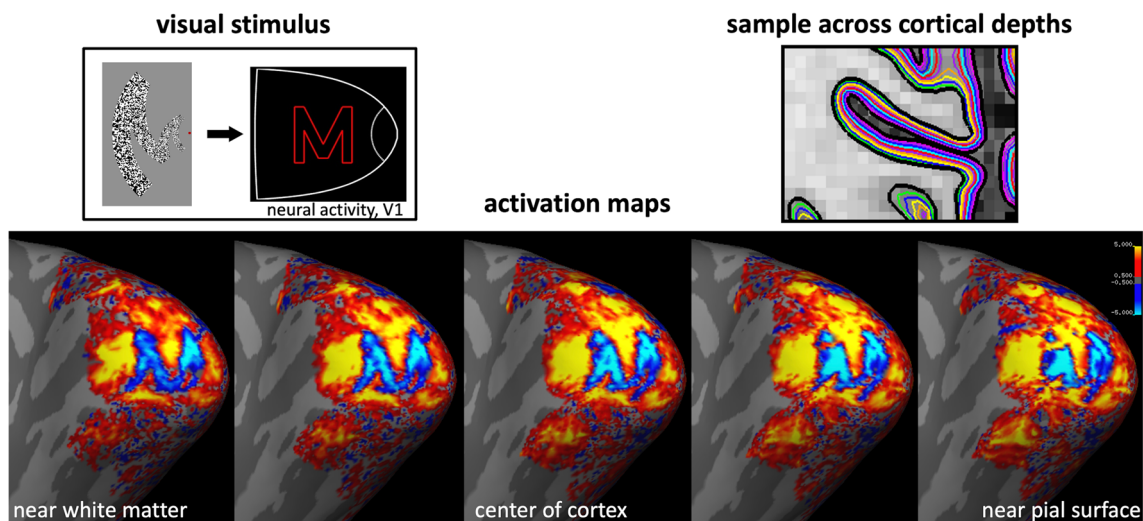 visual stimulus
sample across cortical depths
M
neural activity, V1
activation maps
5.000
0.500
-0.500
-5.000
near white matter
center of cortex
near pial surface